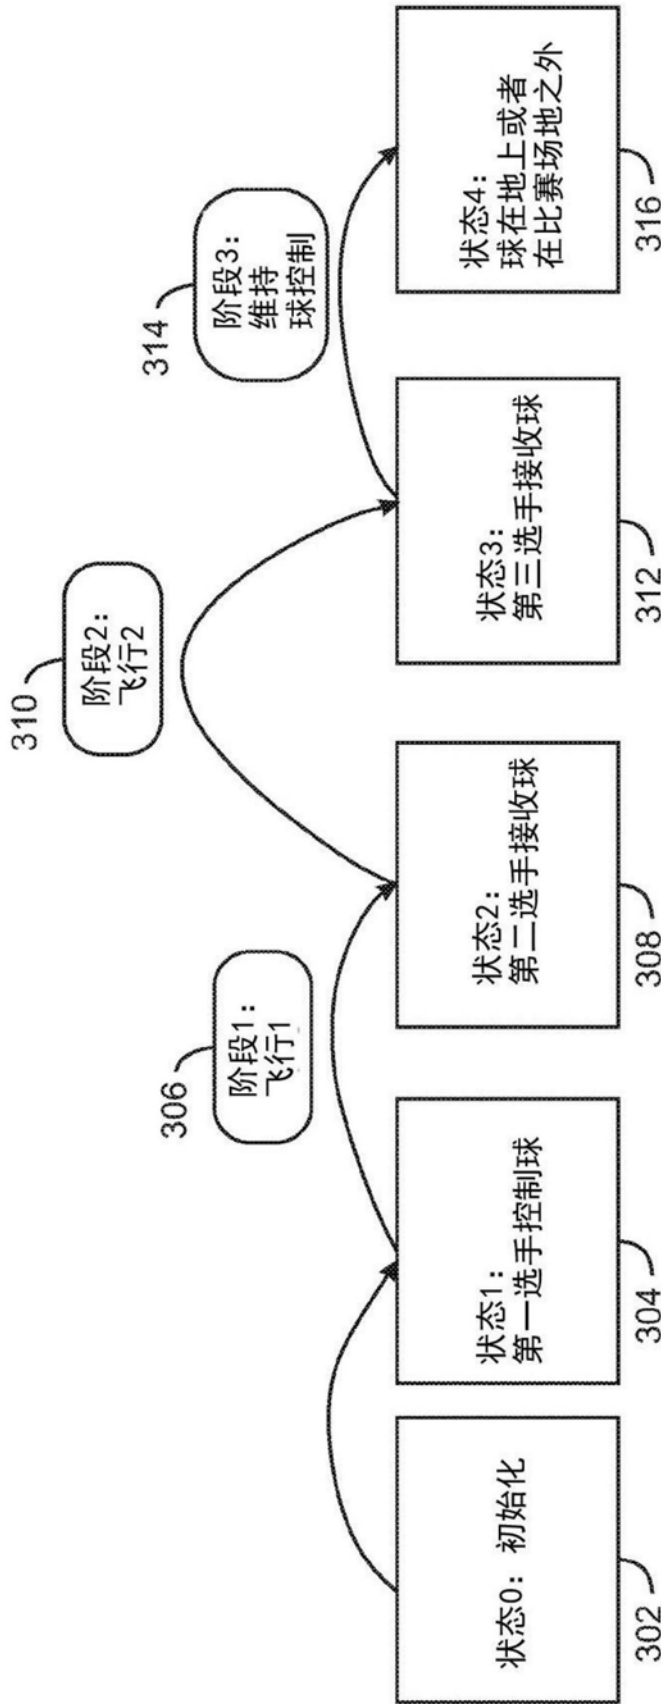 310
阶段2：
飞行2
314
阶段3：
维持
球控制
306
阶段1：
飞行1
状态0：初始化
状态1：
第一选手控制球
状态2：
第二选手接收球
状态3：
第三选手接收球
状态4：
球在地上或者
在比赛场地之外
302
304
308
312
316